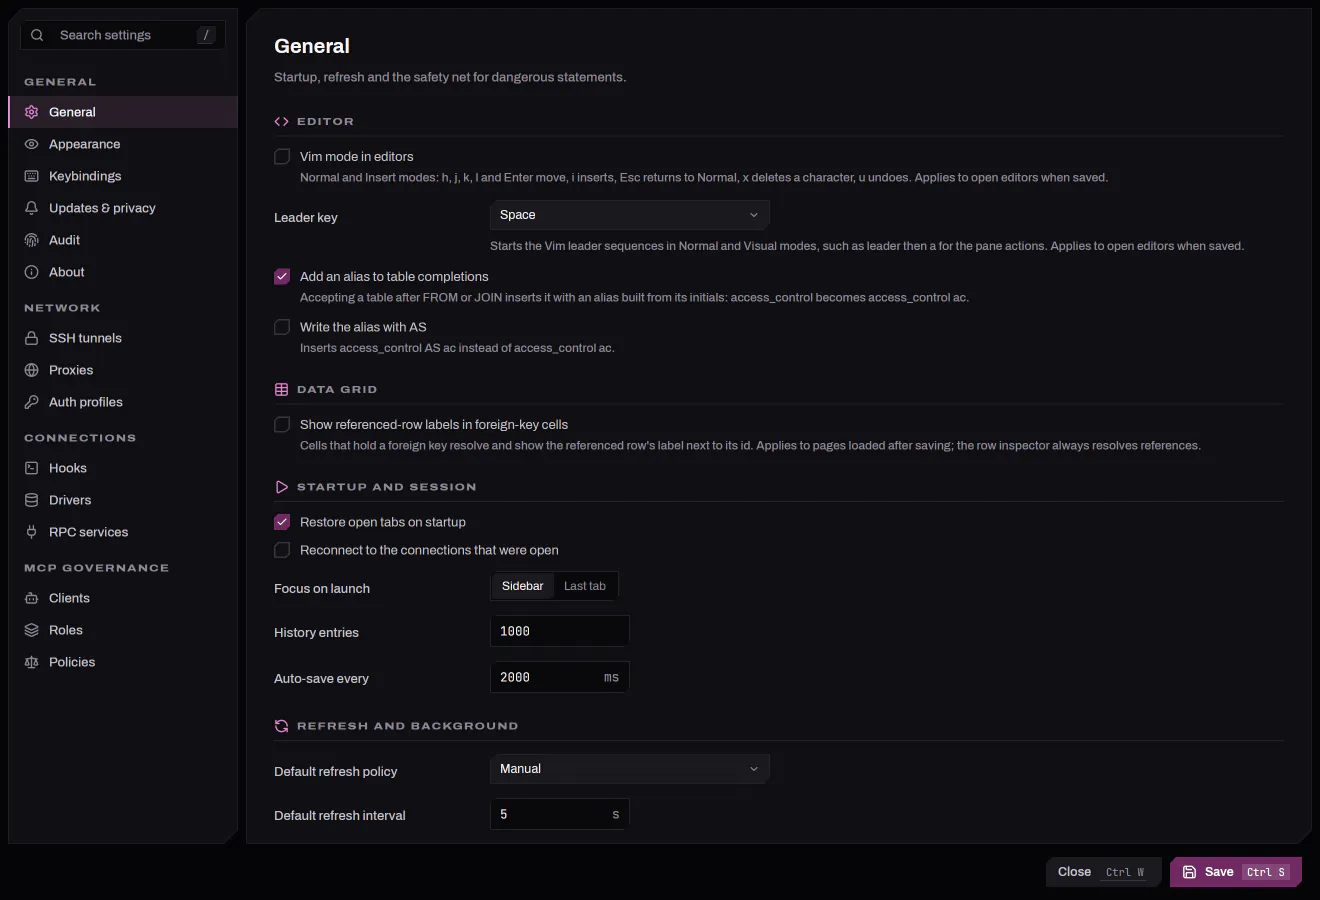 Search settings /
GENERAL
General
Appearance
Keybindings
Updates & privacy
Audit
About
NETWORK
SSH tunnels
Proxies
Auth profiles
CONNECTIONS
Hooks
Drivers
RPC services
MCP GOVERNANCE
Clients
Roles
Policies
General
Startup, refresh and the safety net for dangerous statements.
EDITOR
Vim mode in editors
Normal and Insert modes: h, j, k, l and Enter move, i inserts, Esc returns to Normal, x deletes a character, u undoes. Applies to open editors when saved.
Leader key
Space
Starts the Vim leader sequences in Normal and Visual modes, such as leader then a for the pane actions. Applies to open editors when saved.
Add an alias to table completions
Accepting a table after FROM or JOIN inserts it with an alias built from its initials: access_control becomes access_control ac.
Write the alias with AS
Inserts access_control AS ac instead of access_control ac.
DATA GRID
Show referenced-row labels in foreign-key cells
Cells that hold a foreign key resolve and show the referenced row's label next to its id. Applies to pages loaded after saving; the row inspector always resolves references.
STARTUP AND SESSION
Restore open tabs on startup
Reconnect to the connections that were open
Focus on launch
Sidebar Last tab
History entries
1000
Auto-save every
2000 ms
REFRESH AND BACKGROUND
Default refresh policy
Manual
Default refresh interval
5 s
Close Ctrl W
Save Ctrl S